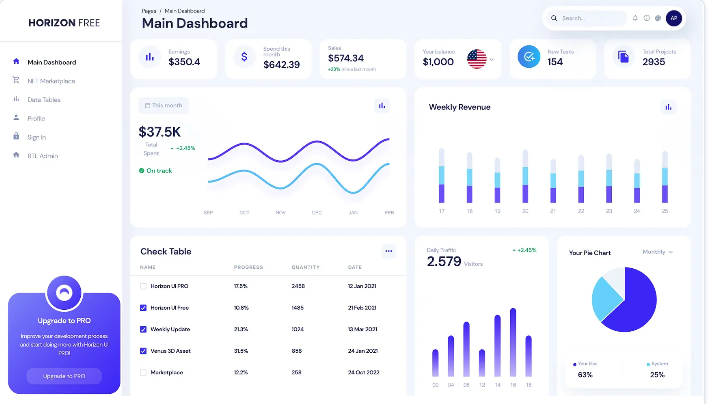 HORIZON FREE
Main Dashboard
NFT Marketplace
Data Tables
Profile
Sign In
RTL Admin
Upgrade to PRO
Improve your development process
and start doing more with Horizon UI
PRO!
Upgrade to PRO
Pages / Main Dashboard
Main Dashboard
Search...
AP
Earnings
$350.4
Spend this
month
$642.39
Sales
$574.34
+23% since last month
Your balance
$1,000
New Tasks
154
Total Projects
2935
This month
$37.5K
Total
Spent
+2.45%
On track
SEP OCT NOV DEC JAN FEB
Weekly Revenue
17 18 19 20 21 22 23 24 25
Check Table
NAME PROGRESS QUANTITY DATE
Horizon UI PRO 17.5% 2458 12 Jan 2021
Horizon UI Free 10.8% 1485 21 Feb 2021
Weekly Update 21.3% 1024 13 Mar 2021
Venus 3D Asset 31.5% 858 24 Jan 2021
Marketplace 12.2% 258 24 Oct 2022
Daily Traffic
+2.45%
2.579 Visitors
00 04 08 12 14 16 18
Your Pie Chart
Monthly
Your files
63%
System
25%